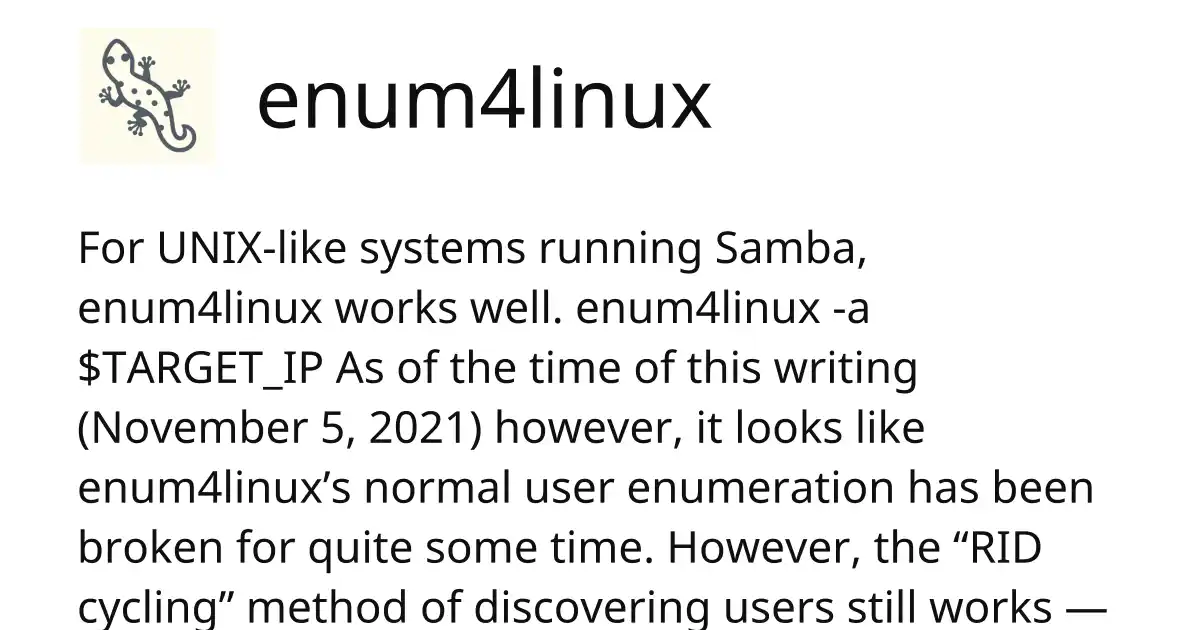 enum4linux
For UNIX-like systems running Samba,
enum4linux works well. enum4linux -a
$TARGET_IP As of the time of this writing
(November 5, 2021) however, it looks like
enum4linux’s normal user enumeration has been
broken for quite some time. However, the “RID
cycling” method of discovering users still works —